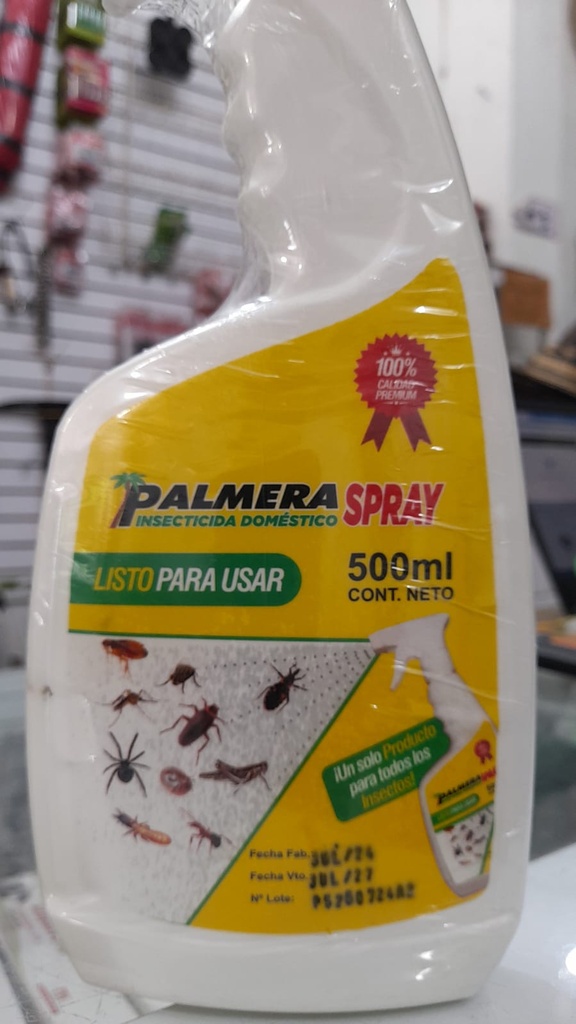 100%
CALIDAD
PREMIUM
PALMERA SPRAY
INSECTICIDA DOMÉSTICO
LISTO PARA USAR
500ml
CONT. NETO
¡Un solo Producto
para todos los
Insectos!
PALMERA
Fecha Fab. JUL/24
Fecha Vto. JUL/27
Nº Lote: